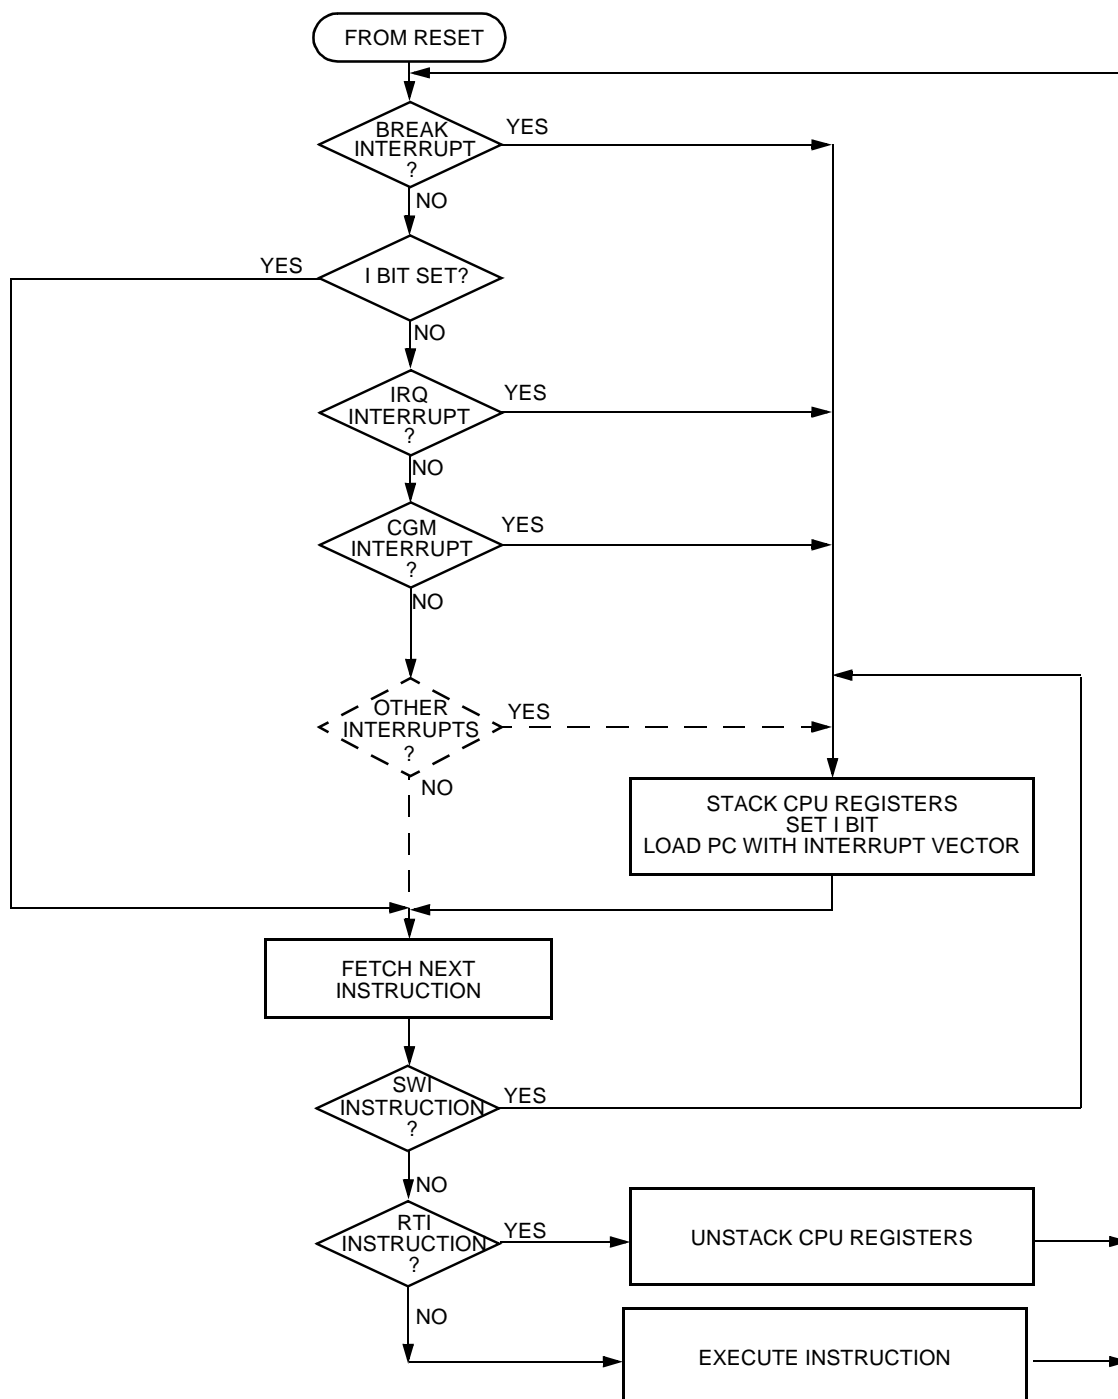 FROM RESET
BREAK
INTERRUPT
?
YES
NO
I BIT SET?
YES
NO
IRQ
INTERRUPT
?
YES
NO
CGM
INTERRUPT
?
YES
NO
OTHER
INTERRUPTS
?
YES
NO
STACK CPU REGISTERS
SET I BIT
LOAD PC WITH INTERRUPT VECTOR
FETCH NEXT
INSTRUCTION
SWI
INSTRUCTION
?
YES
NO
RTI
INSTRUCTION
?
YES
UNSTACK CPU REGISTERS
NO
EXECUTE INSTRUCTION